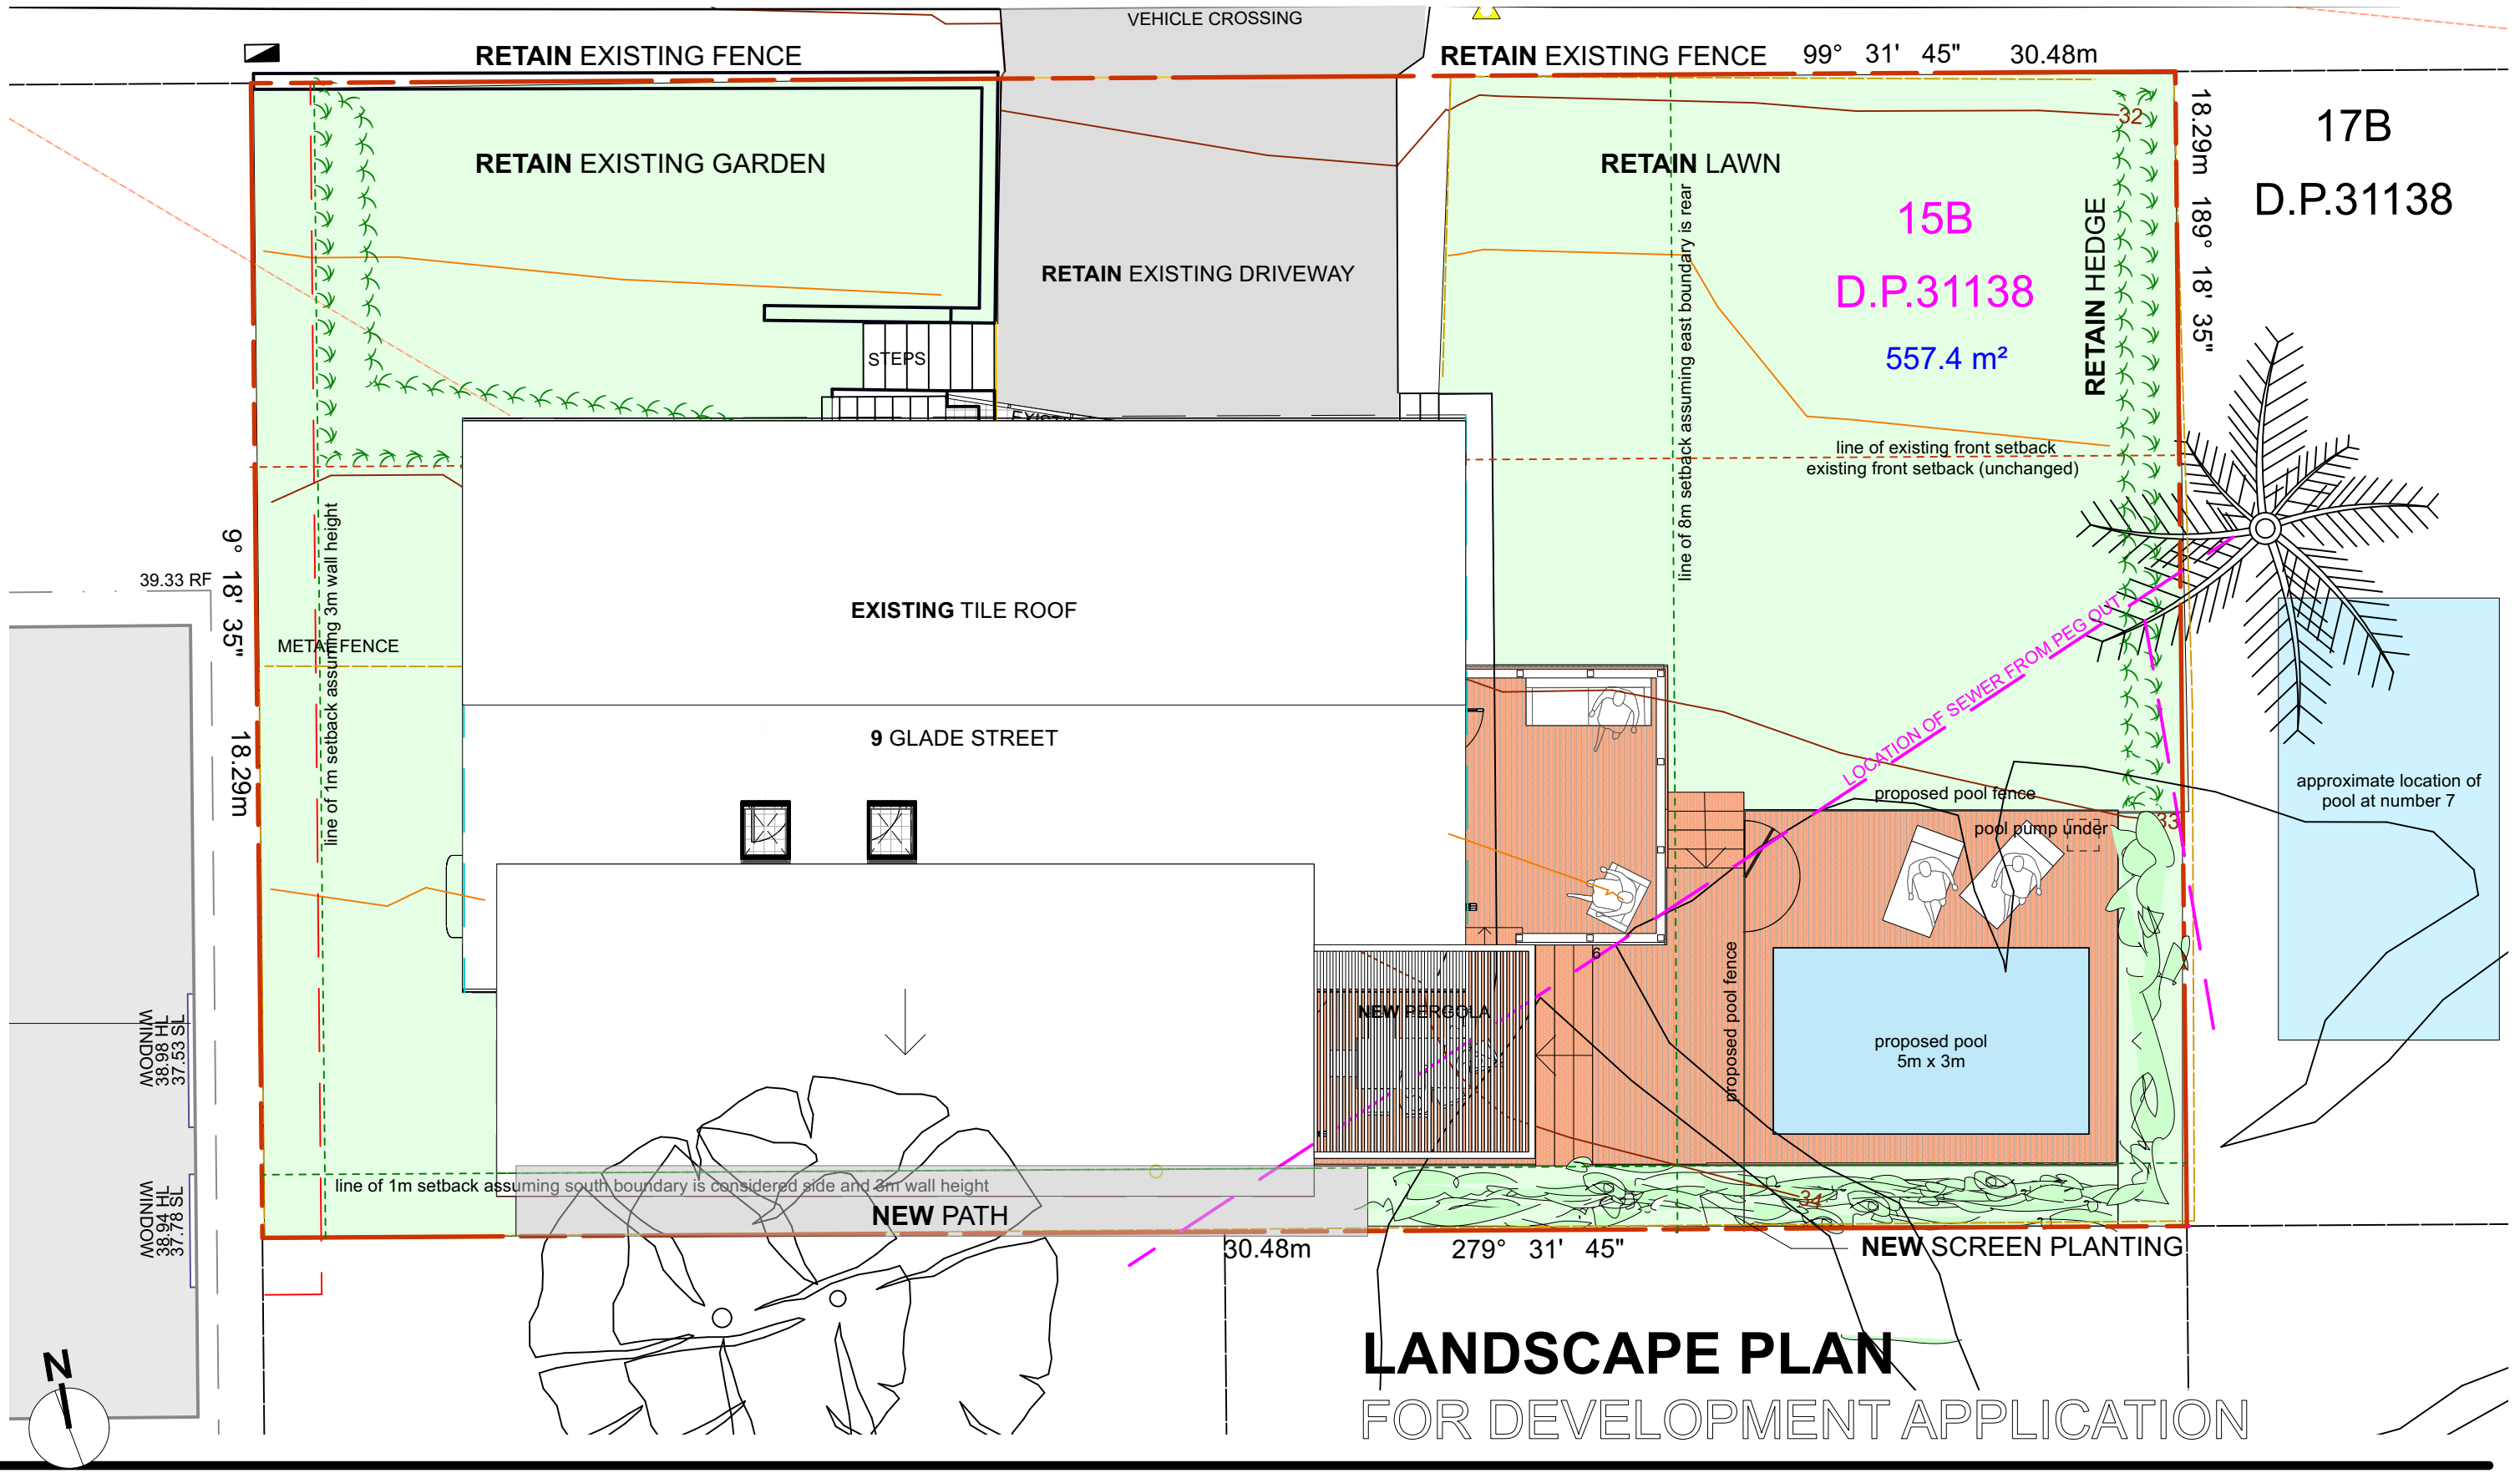 VEHICLE CROSSING
RETAIN EXISTING FENCE
RETAIN EXISTING FENCE
99° 31' 45" 30.48m
18.29m 189° 18' 35"
17B
D.P.31138
32
RETAIN EXISTING GARDEN
RETAIN LAWN
15B
D.P.31138
557.4 m²
RETAIN HEDGE
RETAIN EXISTING DRIVEWAY
STEPS
line of 8m setback assuming east boundary is rear
line of existing front setback
existing front setback (unchanged)
9° 18' 35" 18.29m
39.33 RF
line of 1m setback assuming 3m wall height
METAL FENCE
EXISTING TILE ROOF
9 GLADE STREET
LOCATION OF SEWER FROM PEG OUT
proposed pool fence
pool pump under
33
approximate location of
pool at number 7
6
proposed pool fence
NEW PERGOLA
proposed pool
5m x 3m
WINDOW
38.98 HL
37.53 SL
WINDOW
38.94 HL
37.78 SL
line of 1m setback assuming south boundary is considered side and 3m wall height
NEW PATH
34
30.48m
279° 31' 45"
NEW SCREEN PLANTING
N
LANDSCAPE PLAN
FOR DEVELOPMENT APPLICATION